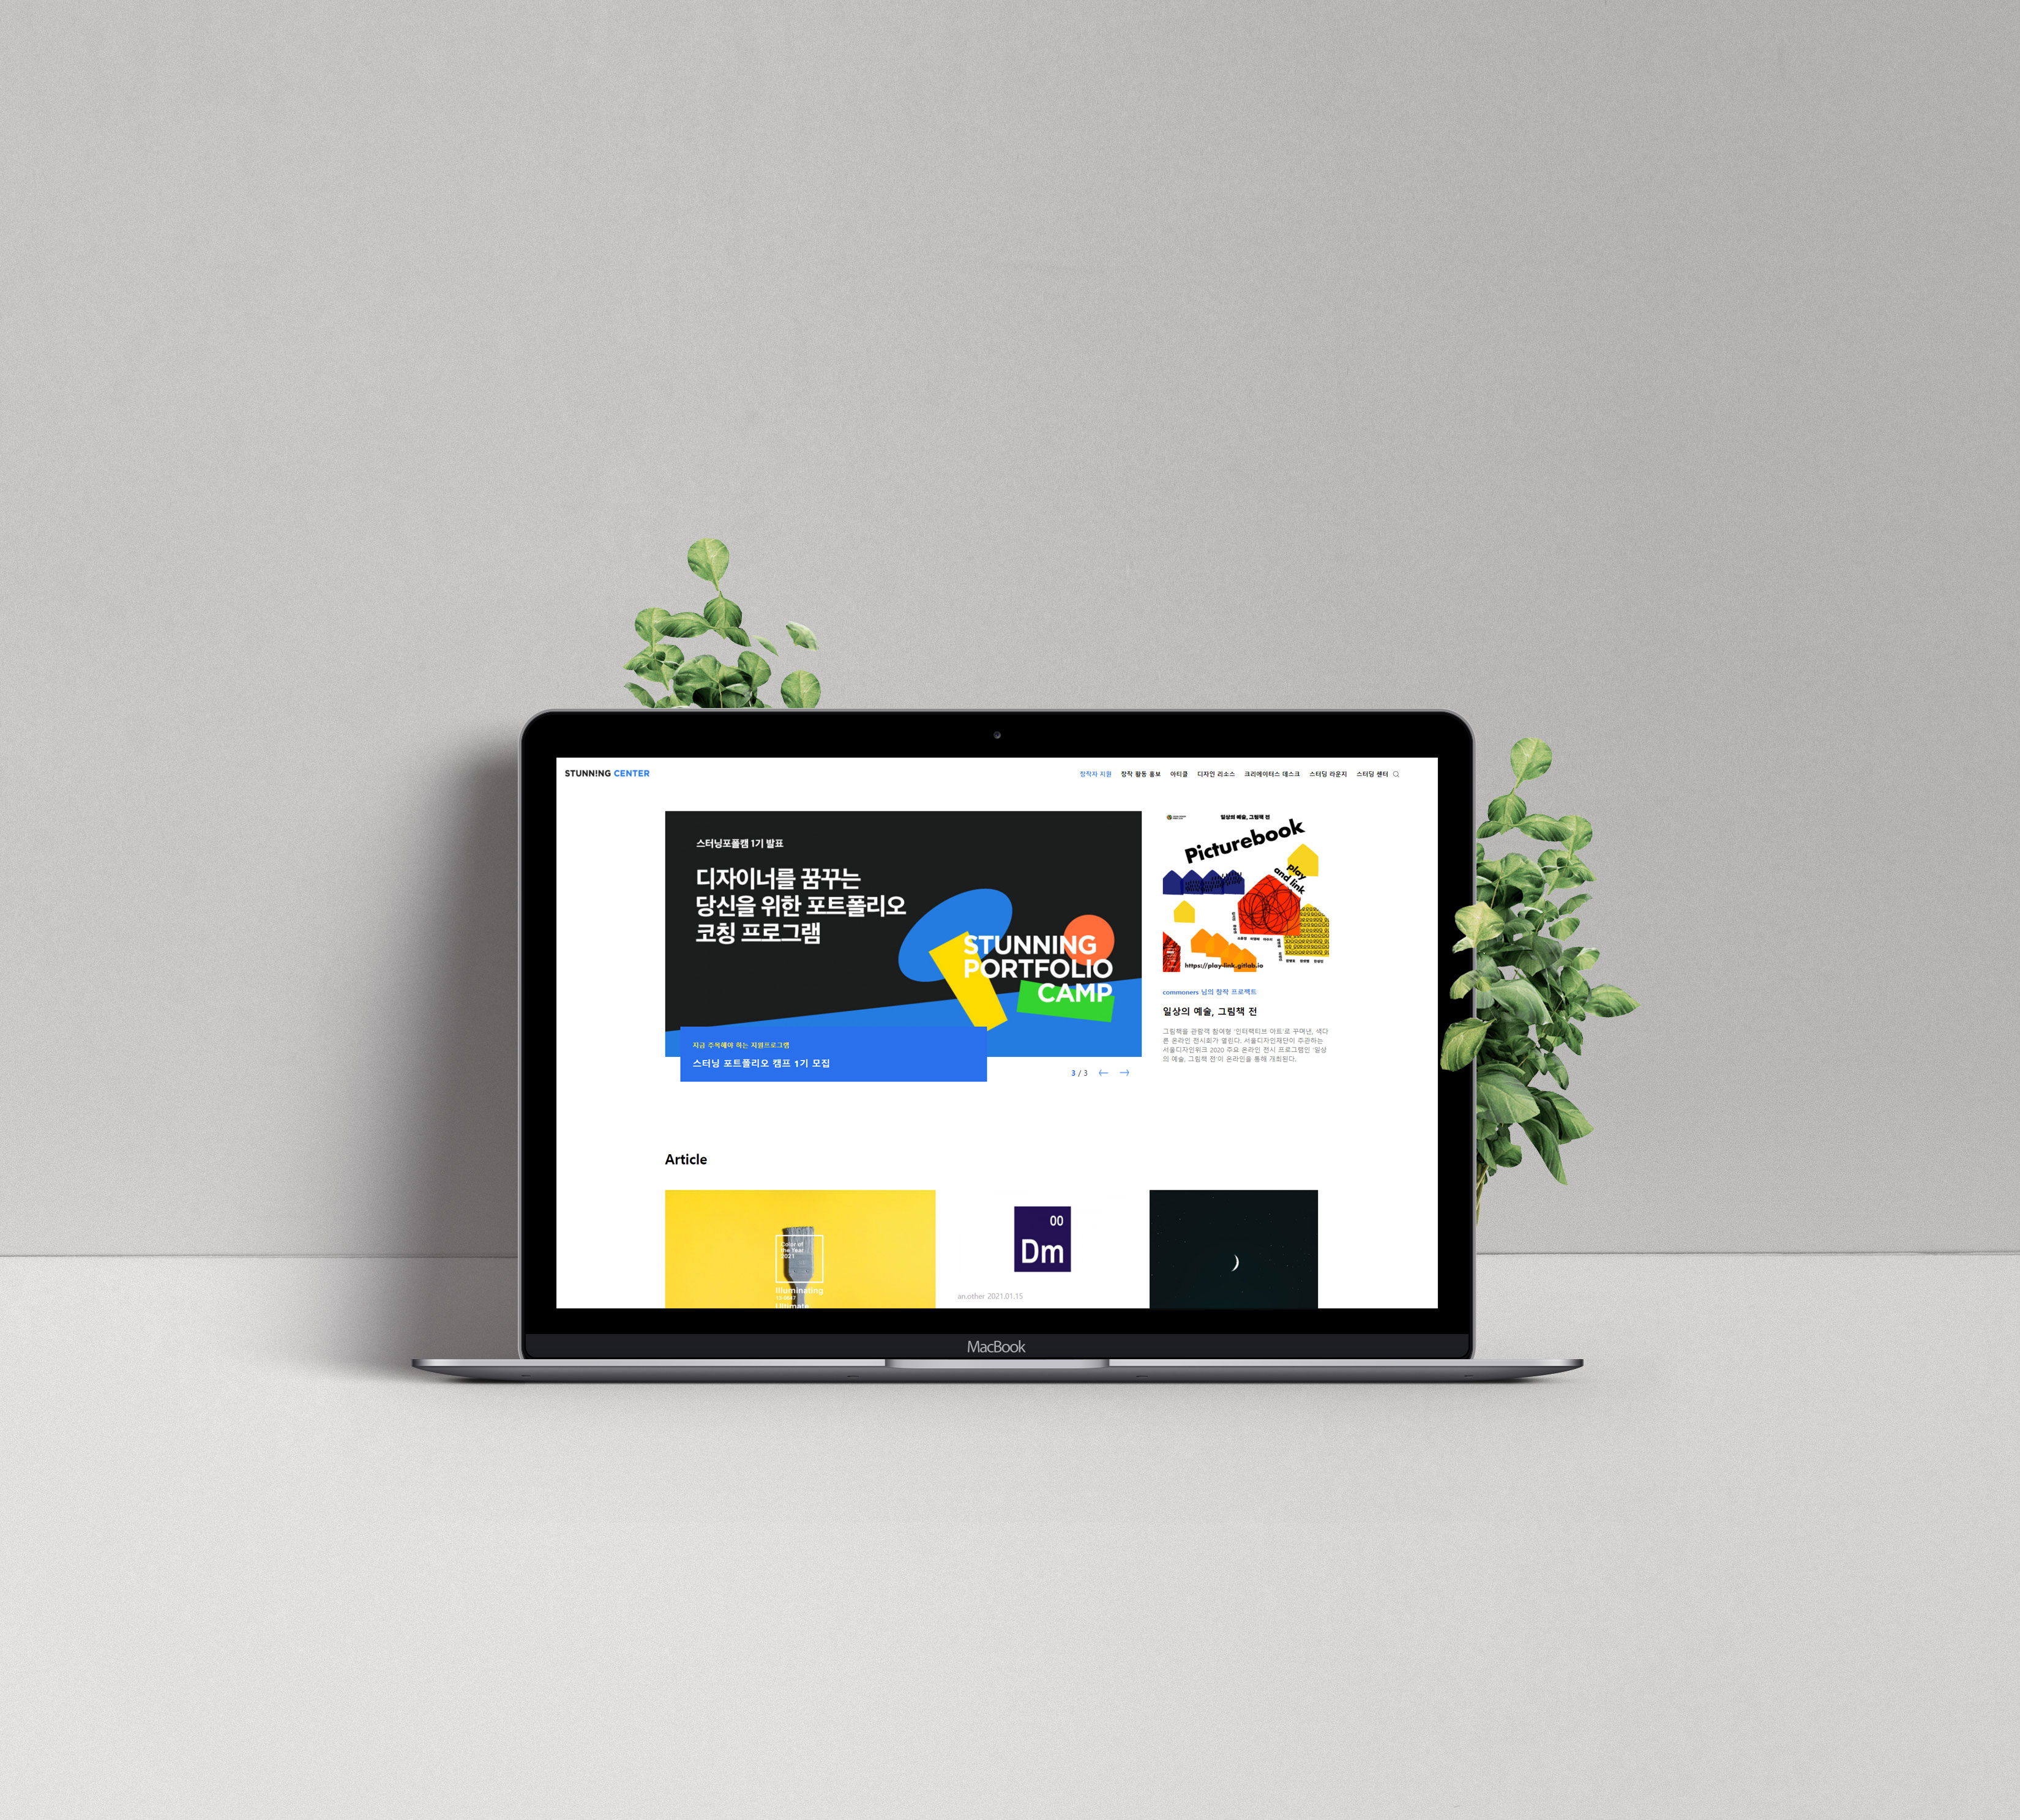 STUNN!NG CENTER
창작자 지원 창작 활동 홍보 아티클 디자인 리소스 크리에이터스 데스크 스터닝 라운지 스터닝 센터
스터닝포폴캠 1기 발표
디자이너를 꿈꾸는
당신을 위한 포트폴리오
코칭 프로그램
STUNNING
PORTFOLIO
CAMP
지금 주목해야 하는 지원프로그램
스터닝 포트폴리오 캠프 1기 모집
3 / 3
일상의 예술, 그림책 전
Picturebook
play
and link
https://play-link.gitlab.io
commoners 님의 창작 프로젝트
일상의 예술, 그림책 전
그림책을 관람객 참여형 '인터랙티브 아트'로 꾸며낸, 색다
른 온라인 전시회가 열린다. 서울디자인재단이 주관하는
서울디자인위크 2020 주요 온라인 전시 프로그램인 '일상
의 예술, 그림책 전'이 온라인을 통해 개최된다.
Article
Color of
the Year
2021
Illuminating
Ultimate
00
Dm
an.other 2021.01.15
MacBook